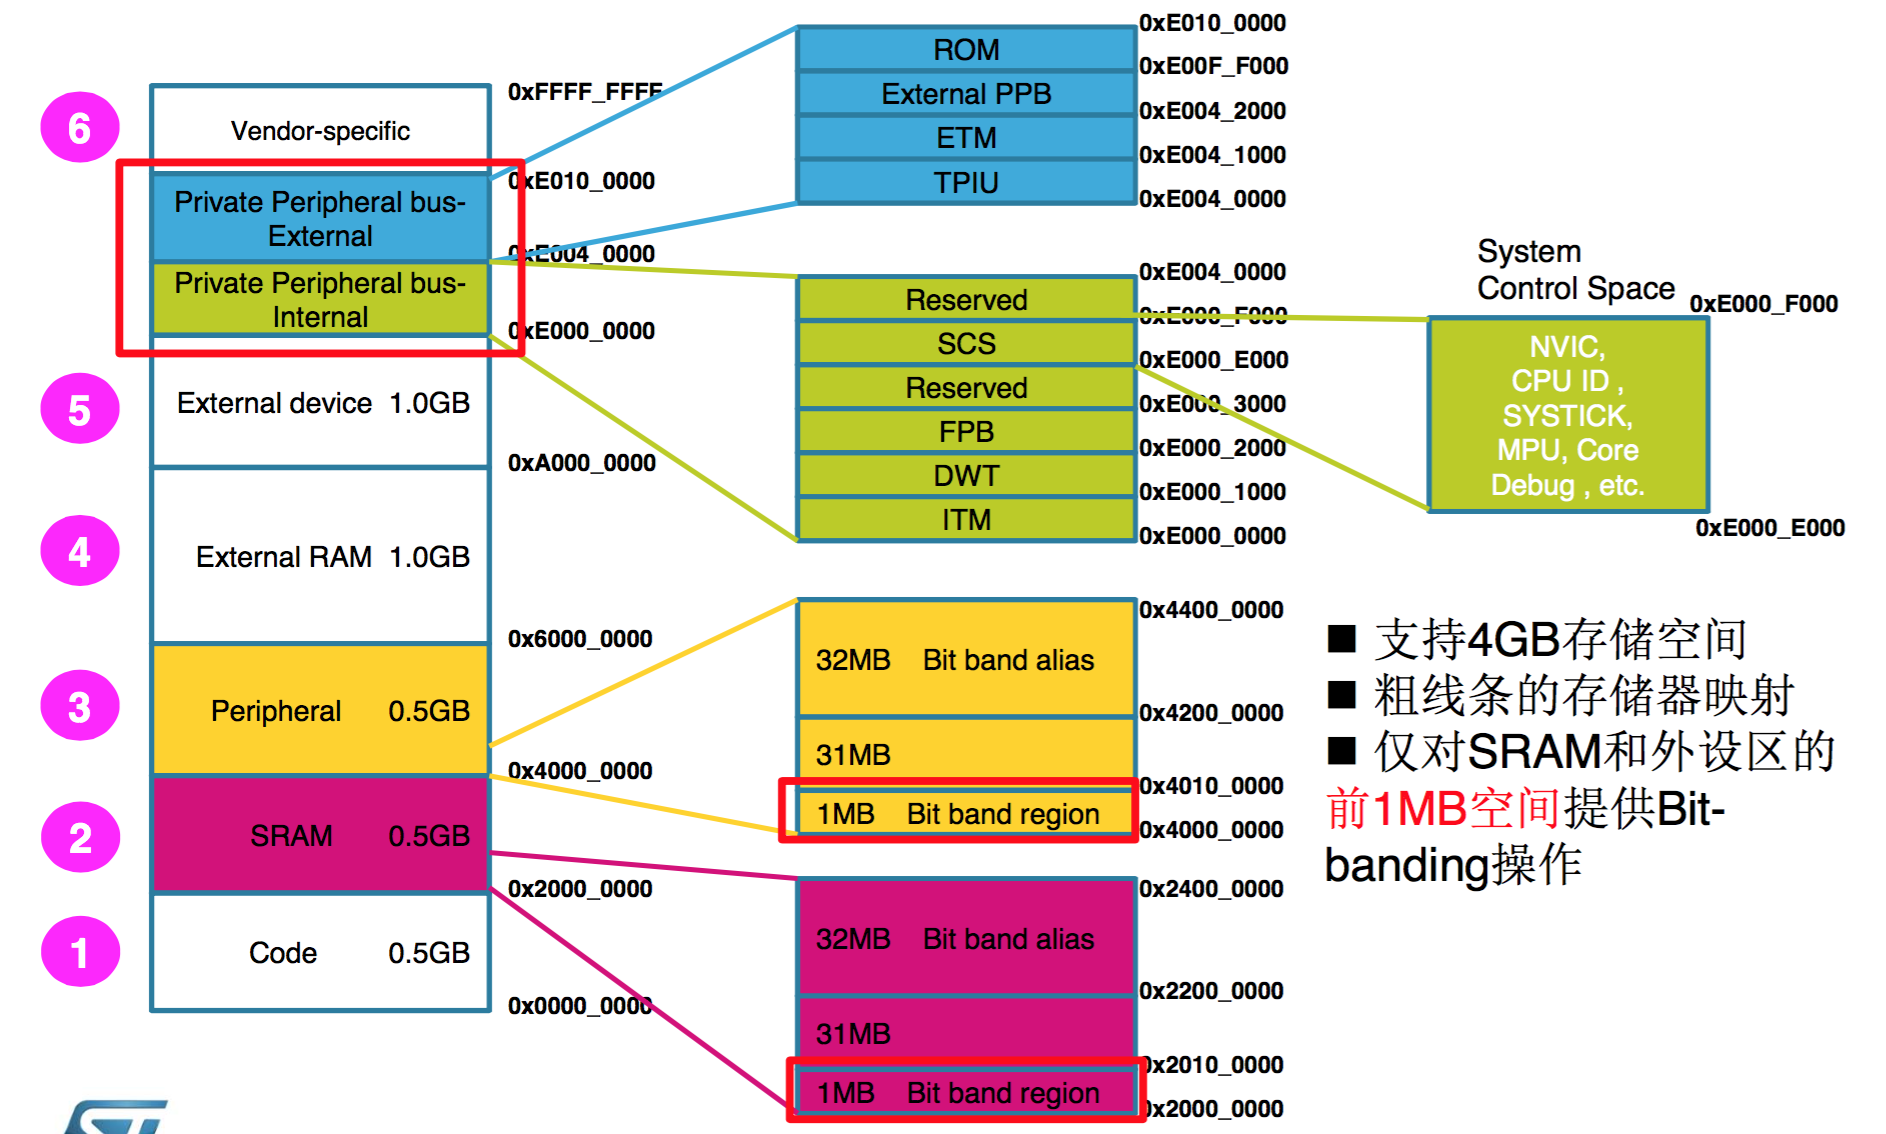 6
Vendor-specific
0xFFFF_FFFF
Private Peripheral bus-
External
0xE010_0000
0xE004_0000
Private Peripheral bus-
Internal
0xE000_0000
5
External device 1.0GB
0xA000_0000
4
External RAM 1.0GB
0x6000_0000
3
Peripheral 0.5GB
0x4000_0000
2
SRAM 0.5GB
0x2000_0000
1
Code 0.5GB
0x0000_0000
0xE010_0000
ROM
0xE00F_F000
External PPB
0xE004_2000
ETM
0xE004_1000
TPIU
0xE004_0000
0xE004_0000
Reserved
0xE000_F000
SCS
0xE000_E000
Reserved
0xE000_3000
FPB
0xE000_2000
DWT
0xE000_1000
ITM
0xE000_0000
System
Control Space
0xE000_F000
NVIC,
CPU ID ,
SYSTICK,
MPU, Core
Debug , etc.
0xE000_E000
0x4400_0000
32MB Bit band alias
0x4200_0000
31MB
0x4010_0000
1MB Bit band region
0x4000_0000
0x2400_0000
32MB Bit band alias
0x2200_0000
31MB
0x2010_0000
1MB Bit band region
0x2000_0000
■ 支持4GB存储空间
■ 粗线条的存储器映射
■ 仅对SRAM和外设区的
前1MB空间提供Bit-
banding操作
ST